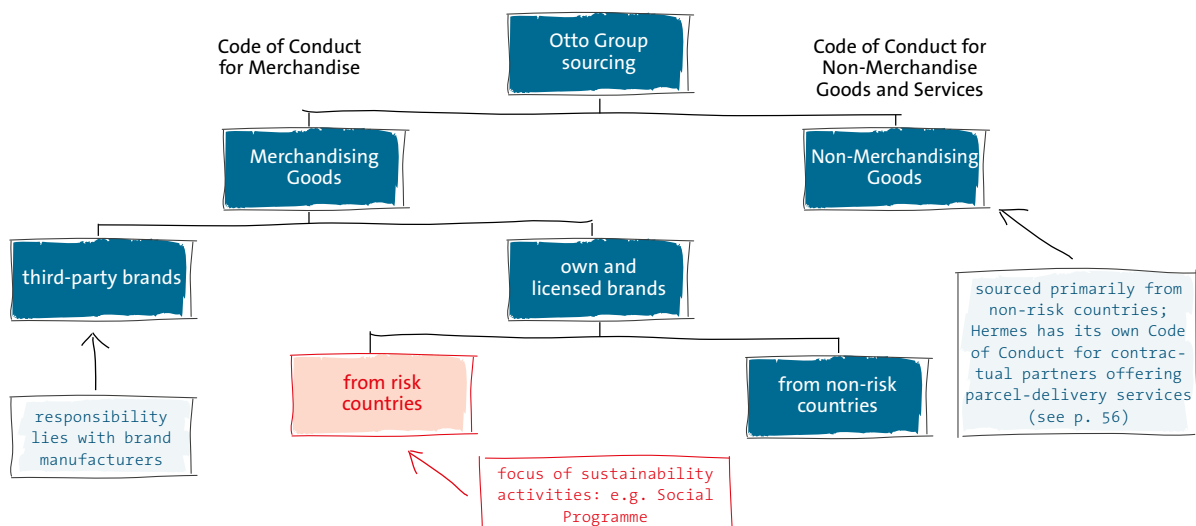 Code of Conduct
for Merchandise
Otto Group
sourcing
Code of Conduct for
Non-Merchandise
Goods and Services
Merchandising
Goods
Non-Merchandising
Goods
third-party brands
own and
licensed brands
sourced primarily from
non-risk countries;
Hermes has its own Code
of Conduct for contrac-
tual partners offering
parcel-delivery services
(see p. 56)
from risk
countries
from non-risk
countries
responsibility
lies with brand
manufacturers
focus of sustainability
activities: e.g. Social
Programme